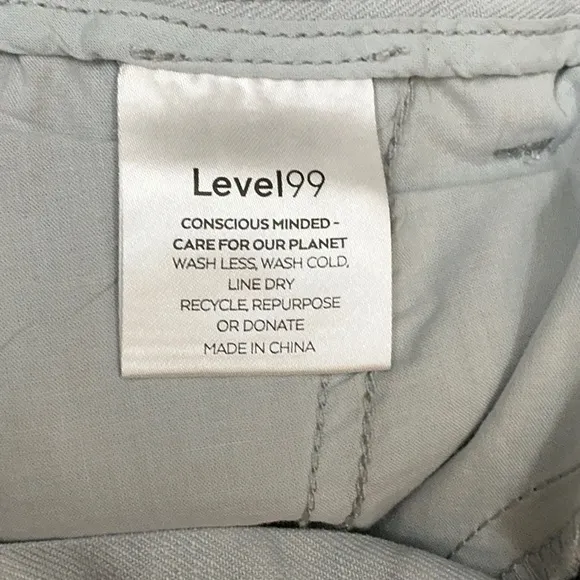 Level99
CONSCIOUS MINDED -
CARE FOR OUR PLANET
WASH LESS, WASH COLD,
LINE DRY
RECYCLE, REPURPOSE
OR DONATE
MADE IN CHINA